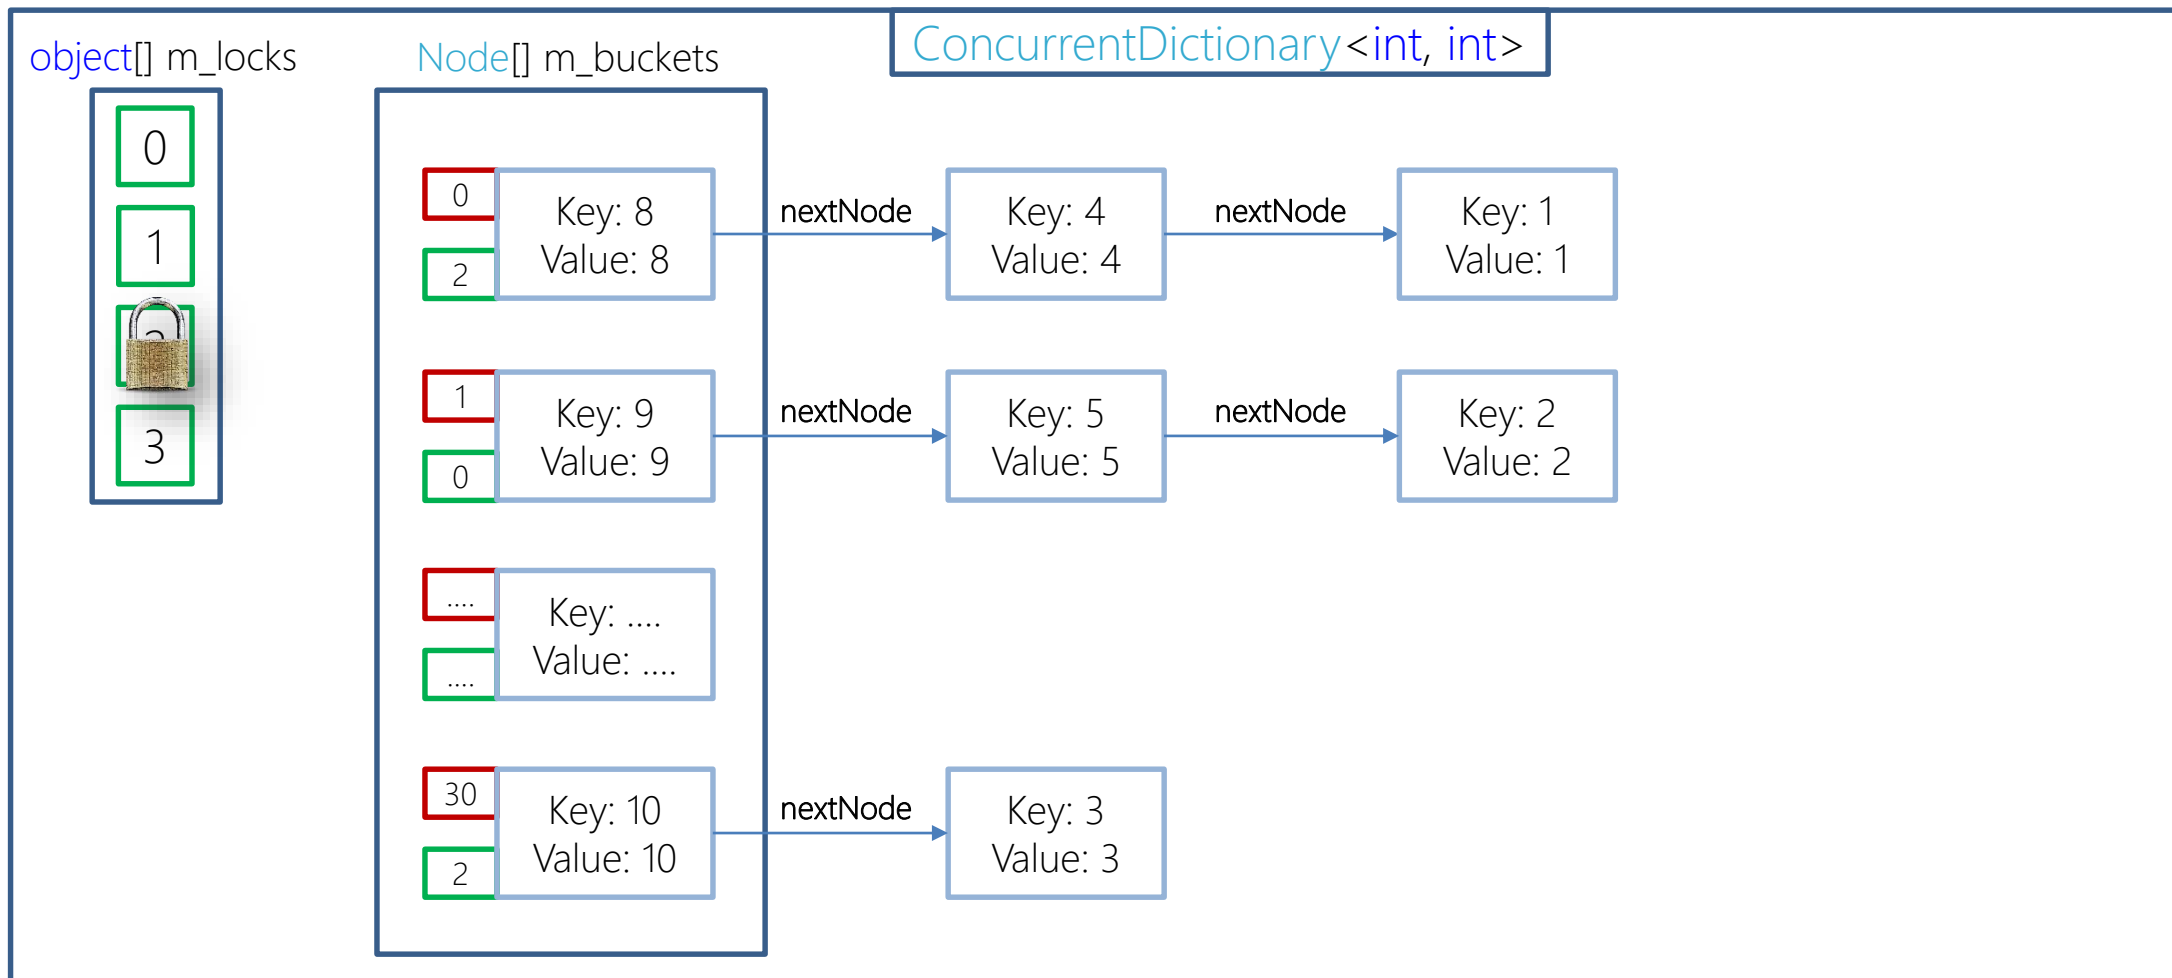 ConcurrentDictionary<int, int>
object[] m_locks
0
1
3
Node[] m_buckets
0
2
Key: 8
Value: 8
nextNode
Key: 4
Value: 4
nextNode
Key: 1
Value: 1
1
0
Key: 9
Value: 9
nextNode
Key: 5
Value: 5
nextNode
Key: 2
Value: 2
....
....
Key: ....
Value: ....
30
2
Key: 10
Value: 10
nextNode
Key: 3
Value: 3